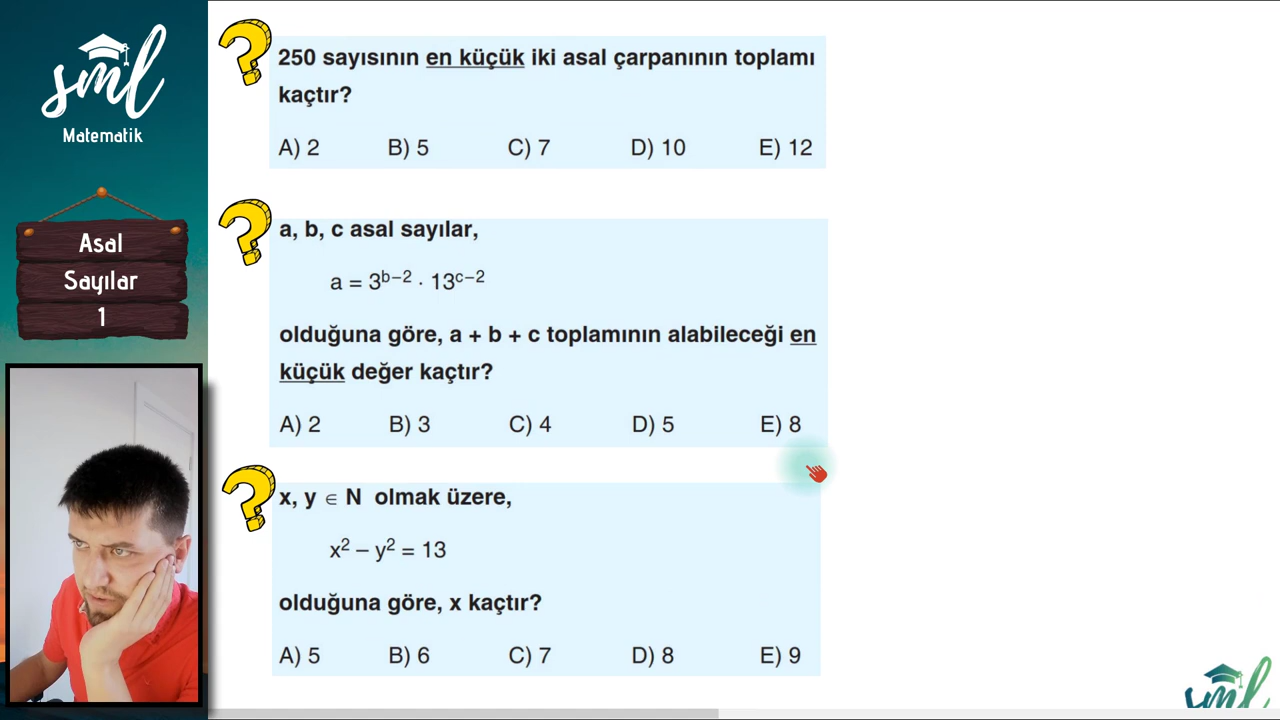 sml
Matematik
Asal
Sayılar
1
250 sayısının en küçük iki asal çarpanının toplamı
kaçtır?
A) 2 B) 5 C) 7 D) 10 E) 12
a, b, c asal sayılar,
a = 3^{b−2} · 13^{c−2}
olduğuna göre, a + b + c toplamının alabileceği en
küçük değer kaçtır?
A) 2 B) 3 C) 4 D) 5 E) 8
x, y ∈ N olmak üzere,
x² – y² = 13
olduğuna göre, x kaçtır?
A) 5 B) 6 C) 7 D) 8 E) 9
sml